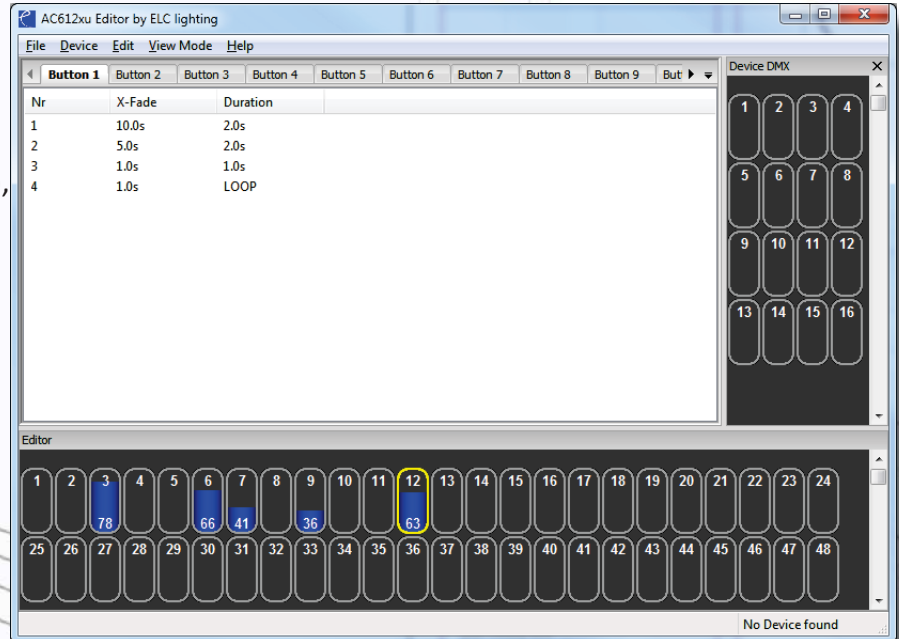 AC612xu Editor by ELC lighting
File Device Edit View Mode Help
Button 1 Button 2 Button 3 Button 4 Button 5 Button 6 Button 7 Button 8 Button 9 But
Nr X-Fade Duration
1 10.0s 2.0s
2 5.0s 2.0s
3 1.0s 1.0s
4 1.0s LOOP
,
Device DMX
1 2 3 4
5 6 7 8
9 10 11 12
13 14 15 16
Editor
1 2 3 4 5 6 7 8 9 10 11 12 13 14 15 16 17 18 19 20 21 22 23 24
78 66 41 36 63
25 26 27 28 29 30 31 32 33 34 35 36 37 38 39 40 41 42 43 44 45 46 47 48
No Device found